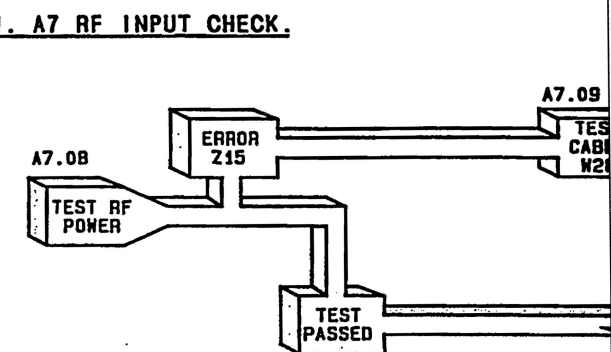 . A7 RF INPUT CHECK.
A7.09
ERROR
Z15
A7.08
TEST RF
POWER
TEST
PASSED